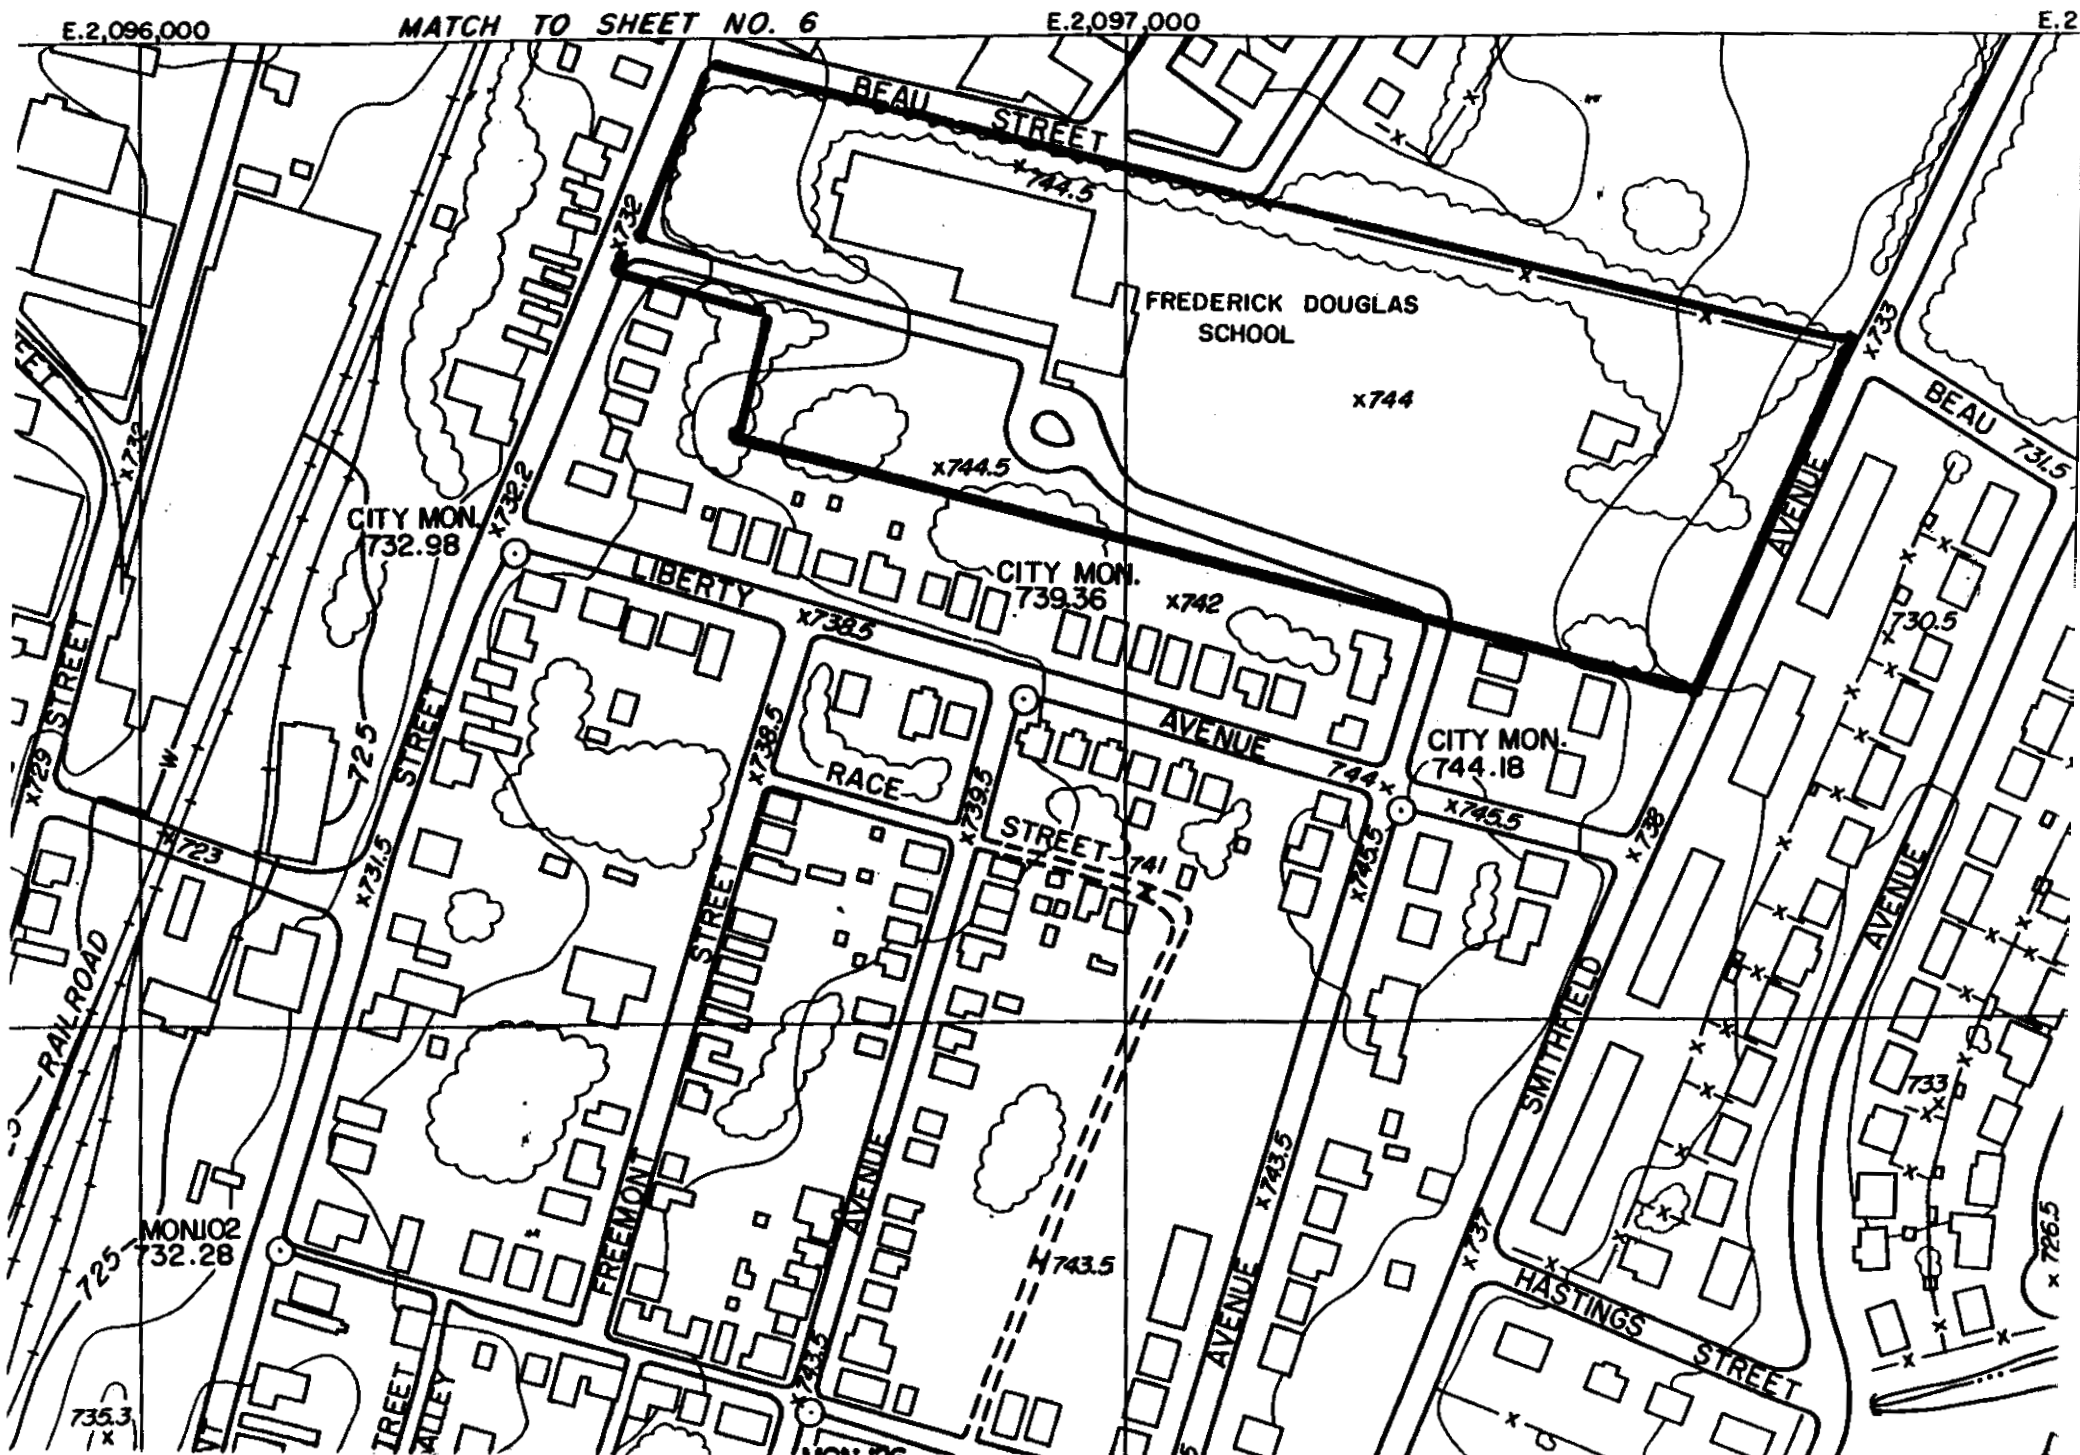 E.2,096,000
MATCH TO SHEET NO. 6
E.2,097,000
E.2
BEAU
STREET
x744.5
x732
FREDERICK DOUGLAS
SCHOOL
x733
x744
BEAU
731.5
x732
x744.5
AVENUE
x732.2
CITY MON.
732.98
CITY MON.
739.36
LIBERTY
x742
x738.5
730.5
STREET
STREET
x738.5
AVENUE
CITY MON.
744.18
744
x745.5
W
725
x729
RACE
x739.5
STREET
741
x738
x723
x731.5
x745.5
STREET
AVENUE
RAILROAD
SMITHFIELD
733
x743.5
FREEMONT
AVENUE
MON.102
732.28
725
x737
743.5
x726.5
AVENUE
HASTINGS
STREET
x743.5
735.3
x
ALLEY